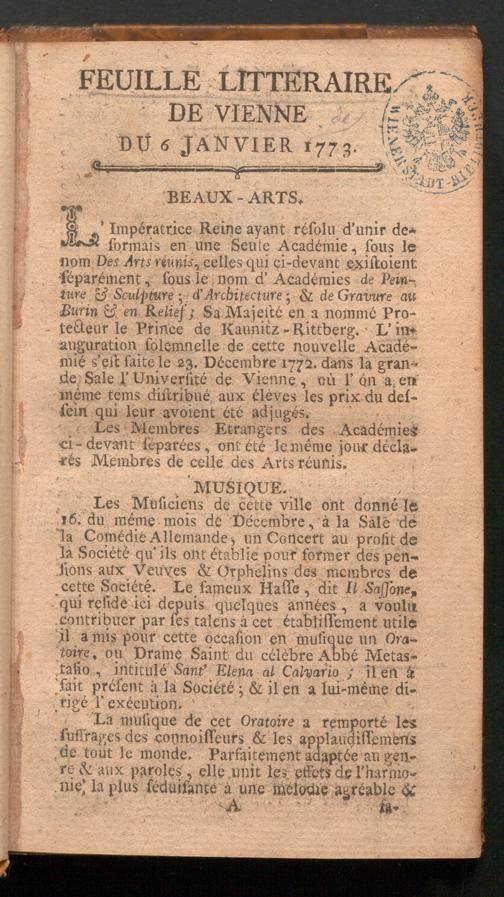 FEUILLE LITTERAIRE
DE VIENNE
DU 6 JANVIER 1773.
WIENER STADT-BIBLIOTHEK
BEAUX-ARTS.
L'Impératrice Reine ayant réſolu d'unir de-
ſormais en une Seule Académie, ſous le
nom Des Arts réunis, celles qui ci-devant exiſtoient
ſéparément, ſous le nom d'Académies de Pein-
ture & Sculpture; d'Architecture; & de Gravure au
Burin & en Relief; Sa Majeſté en a nommé Pro-
tecteur le Prince de Kaunitz-Rittberg. L'in-
auguration ſolemnelle de cette nouvelle Acadé-
mie s'eſt faite le 23. Décembre 1772. dans la gran-
de Sale l'Univerſité de Vienne, où l'ón a en
méme tems diſtribué aux éleves les prix du deſ-
ſein qui leur avoient été adjugés.
Les Membres Etrangers des Académies
ci-devant ſeparées, ont été le méme jour décla-
rés Membres de celle des Arts réunis.
MUSIQUE.
Les Muſiciens de cette ville ont donné le
16. du méme mois de Décembre, à la Sale de
la Comédie Allemande, un Concert au profit de
la Societé qu'ils ont établie pour former des pen-
ſions aux Veuves & Orphelins des membres de
cette Société. Le fameux Haſſe, dit Il Saſſone,
qui reſide ici depuis quelques années, a voulu
contribuer par ſes talens à cet établiſſement utile
il a mis pour cette occaſion en muſique un Ora-
toire, ou Drame Saint du célèbre Abbé Metas-
taſio, intitulé Sant' Elena al Calvario; il en a
fait préſent à la Société; & il en a lui-méme di-
rigé l'exécution.
La muſique de cet Oratoire a remporté les
ſuffrages des connoiſſeurs & les applaudiſſemens
de tout le monde. Parfaitement adaptée au gen-
re & aux paroles, elle unit les effets de l'harmo-
nie la plus ſéduiſante à une mélodie agréable &
A fa-